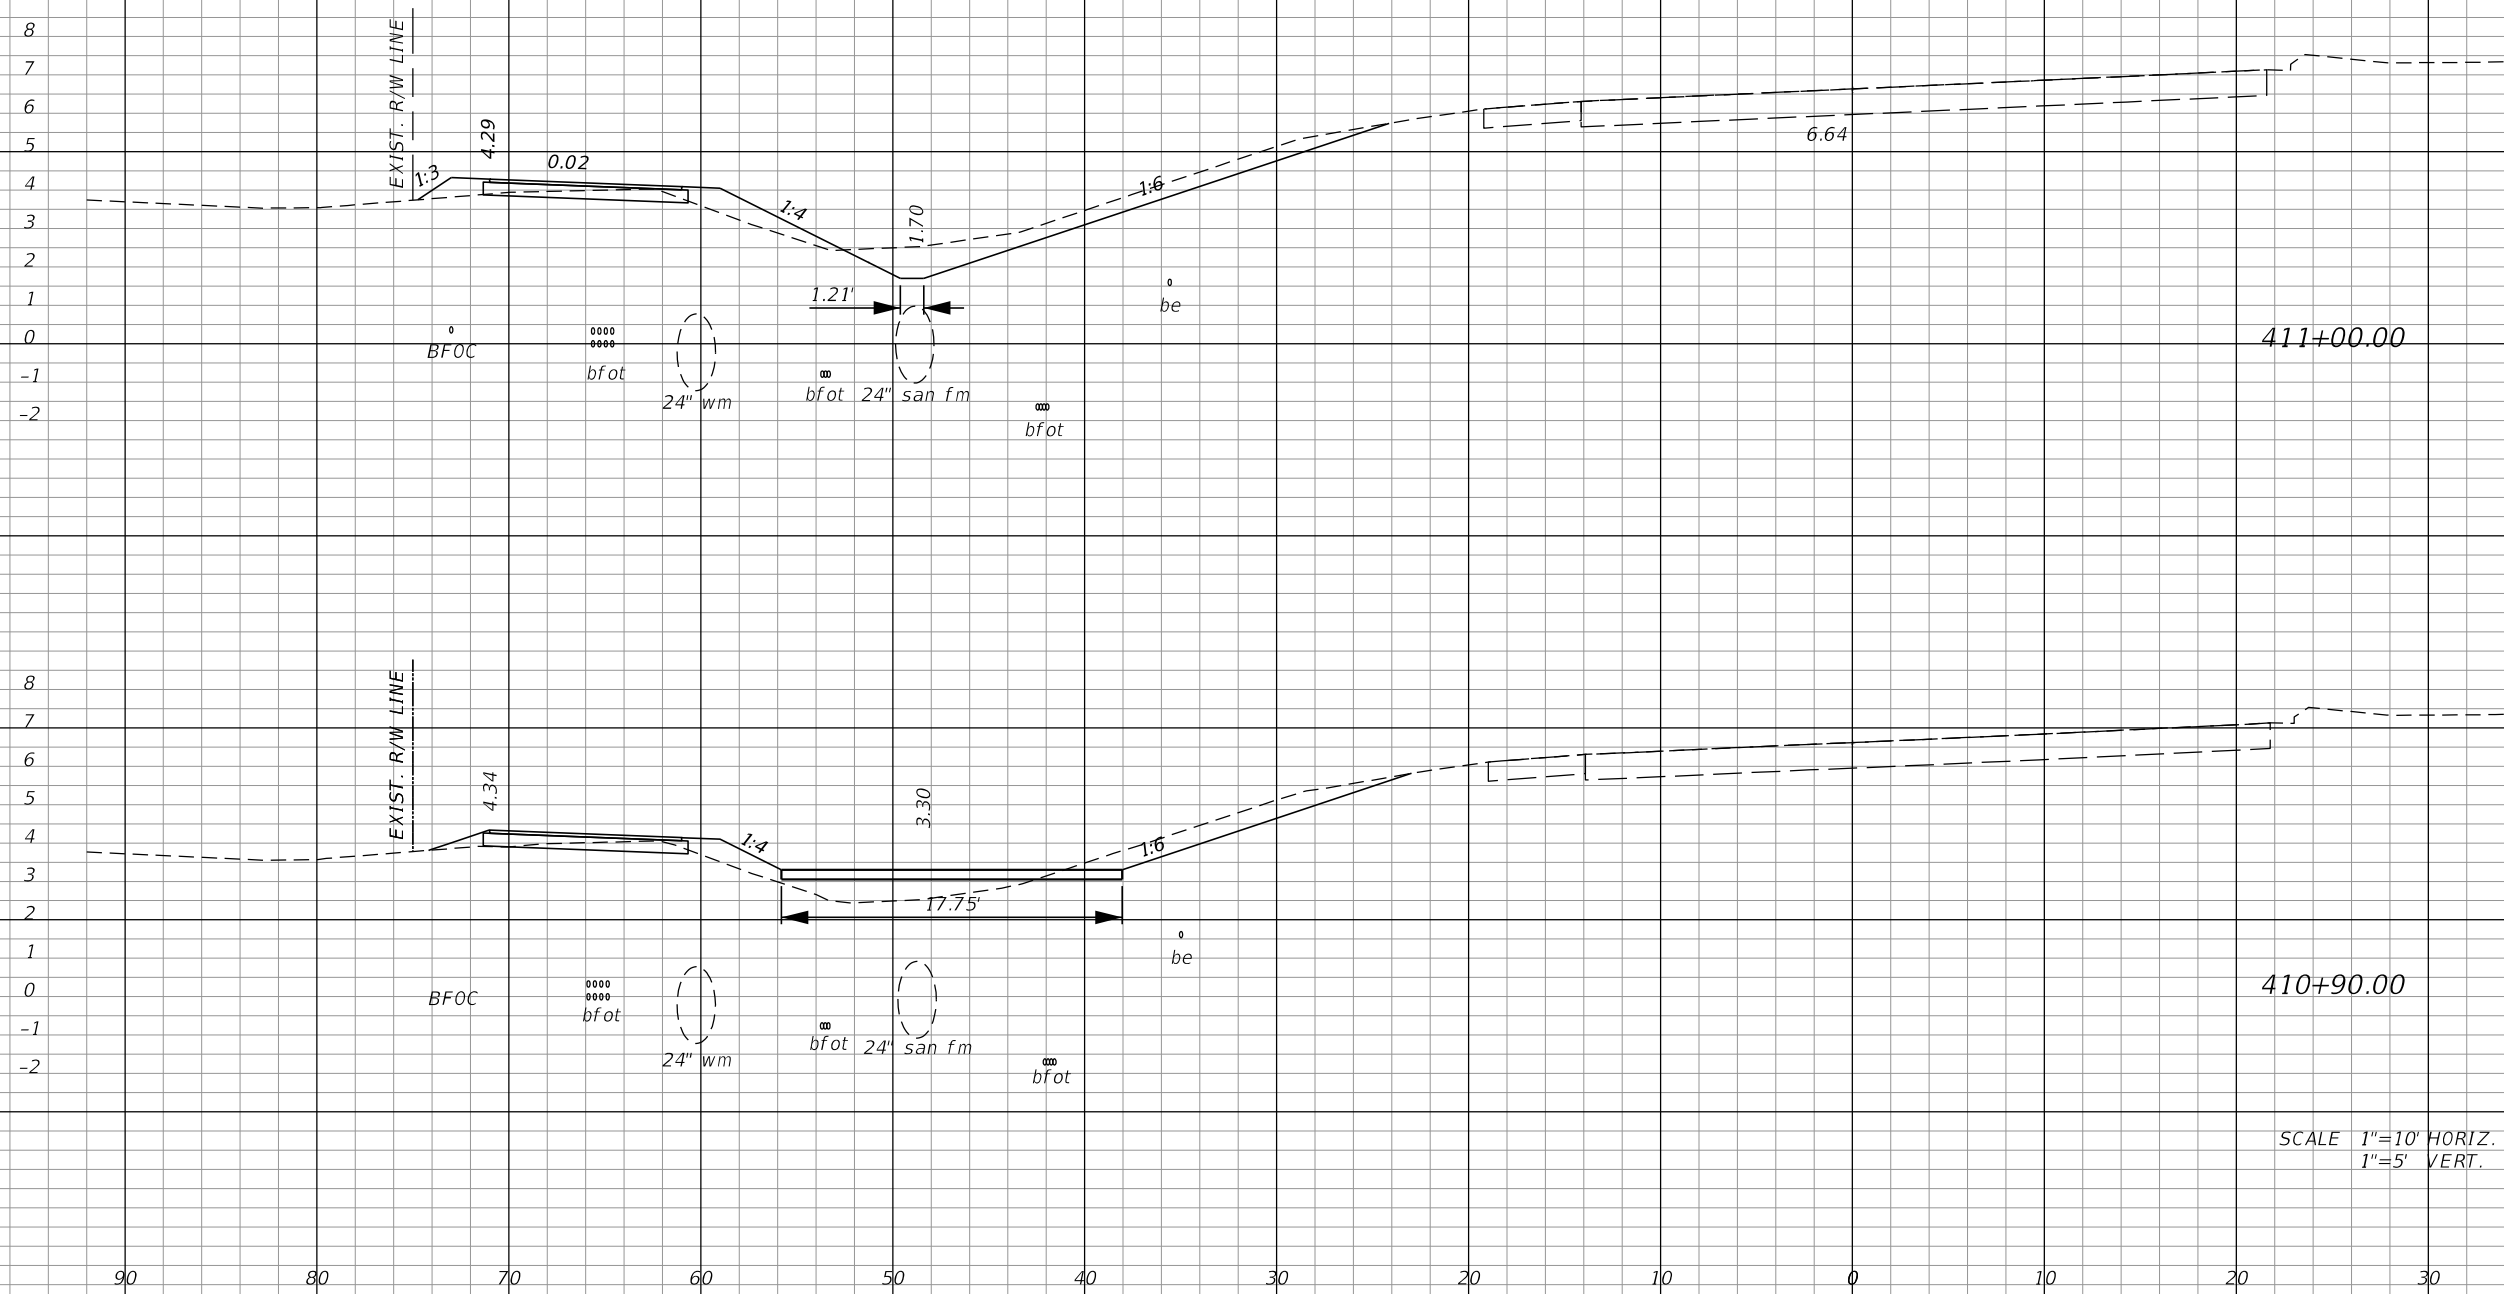 8
7
6
5
4
3
2
1
0
-1
-2
EXIST. R/W LINE
1:3
4.29
0.02
1:4
1.70
1:6
6.64
1.21'
be
BFOC
bfot
24" wm
bfot
24" san fm
bfot
411+00.00
8
7
6
5
4
3
2
1
0
-1
-2
EXIST. R/W LINE
4.34
1:4
3.30
1:6
17.75'
be
BFOC
bfot
24" wm
bfot
24" san fm
bfot
410+90.00
SCALE 1"=10' HORIZ.
1"=5' VERT.
90 80 70 60 50 40 30 20 10 0 10 20 30